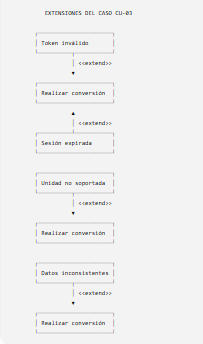 EXTENSIONES DEL CASO CU-03
Token inválido
<<extend>>
Realizar conversión
<<extend>>
Sesión expirada
Unidad no soportada
<<extend>>
Realizar conversión
Datos inconsistentes
<<extend>>
Realizar conversión